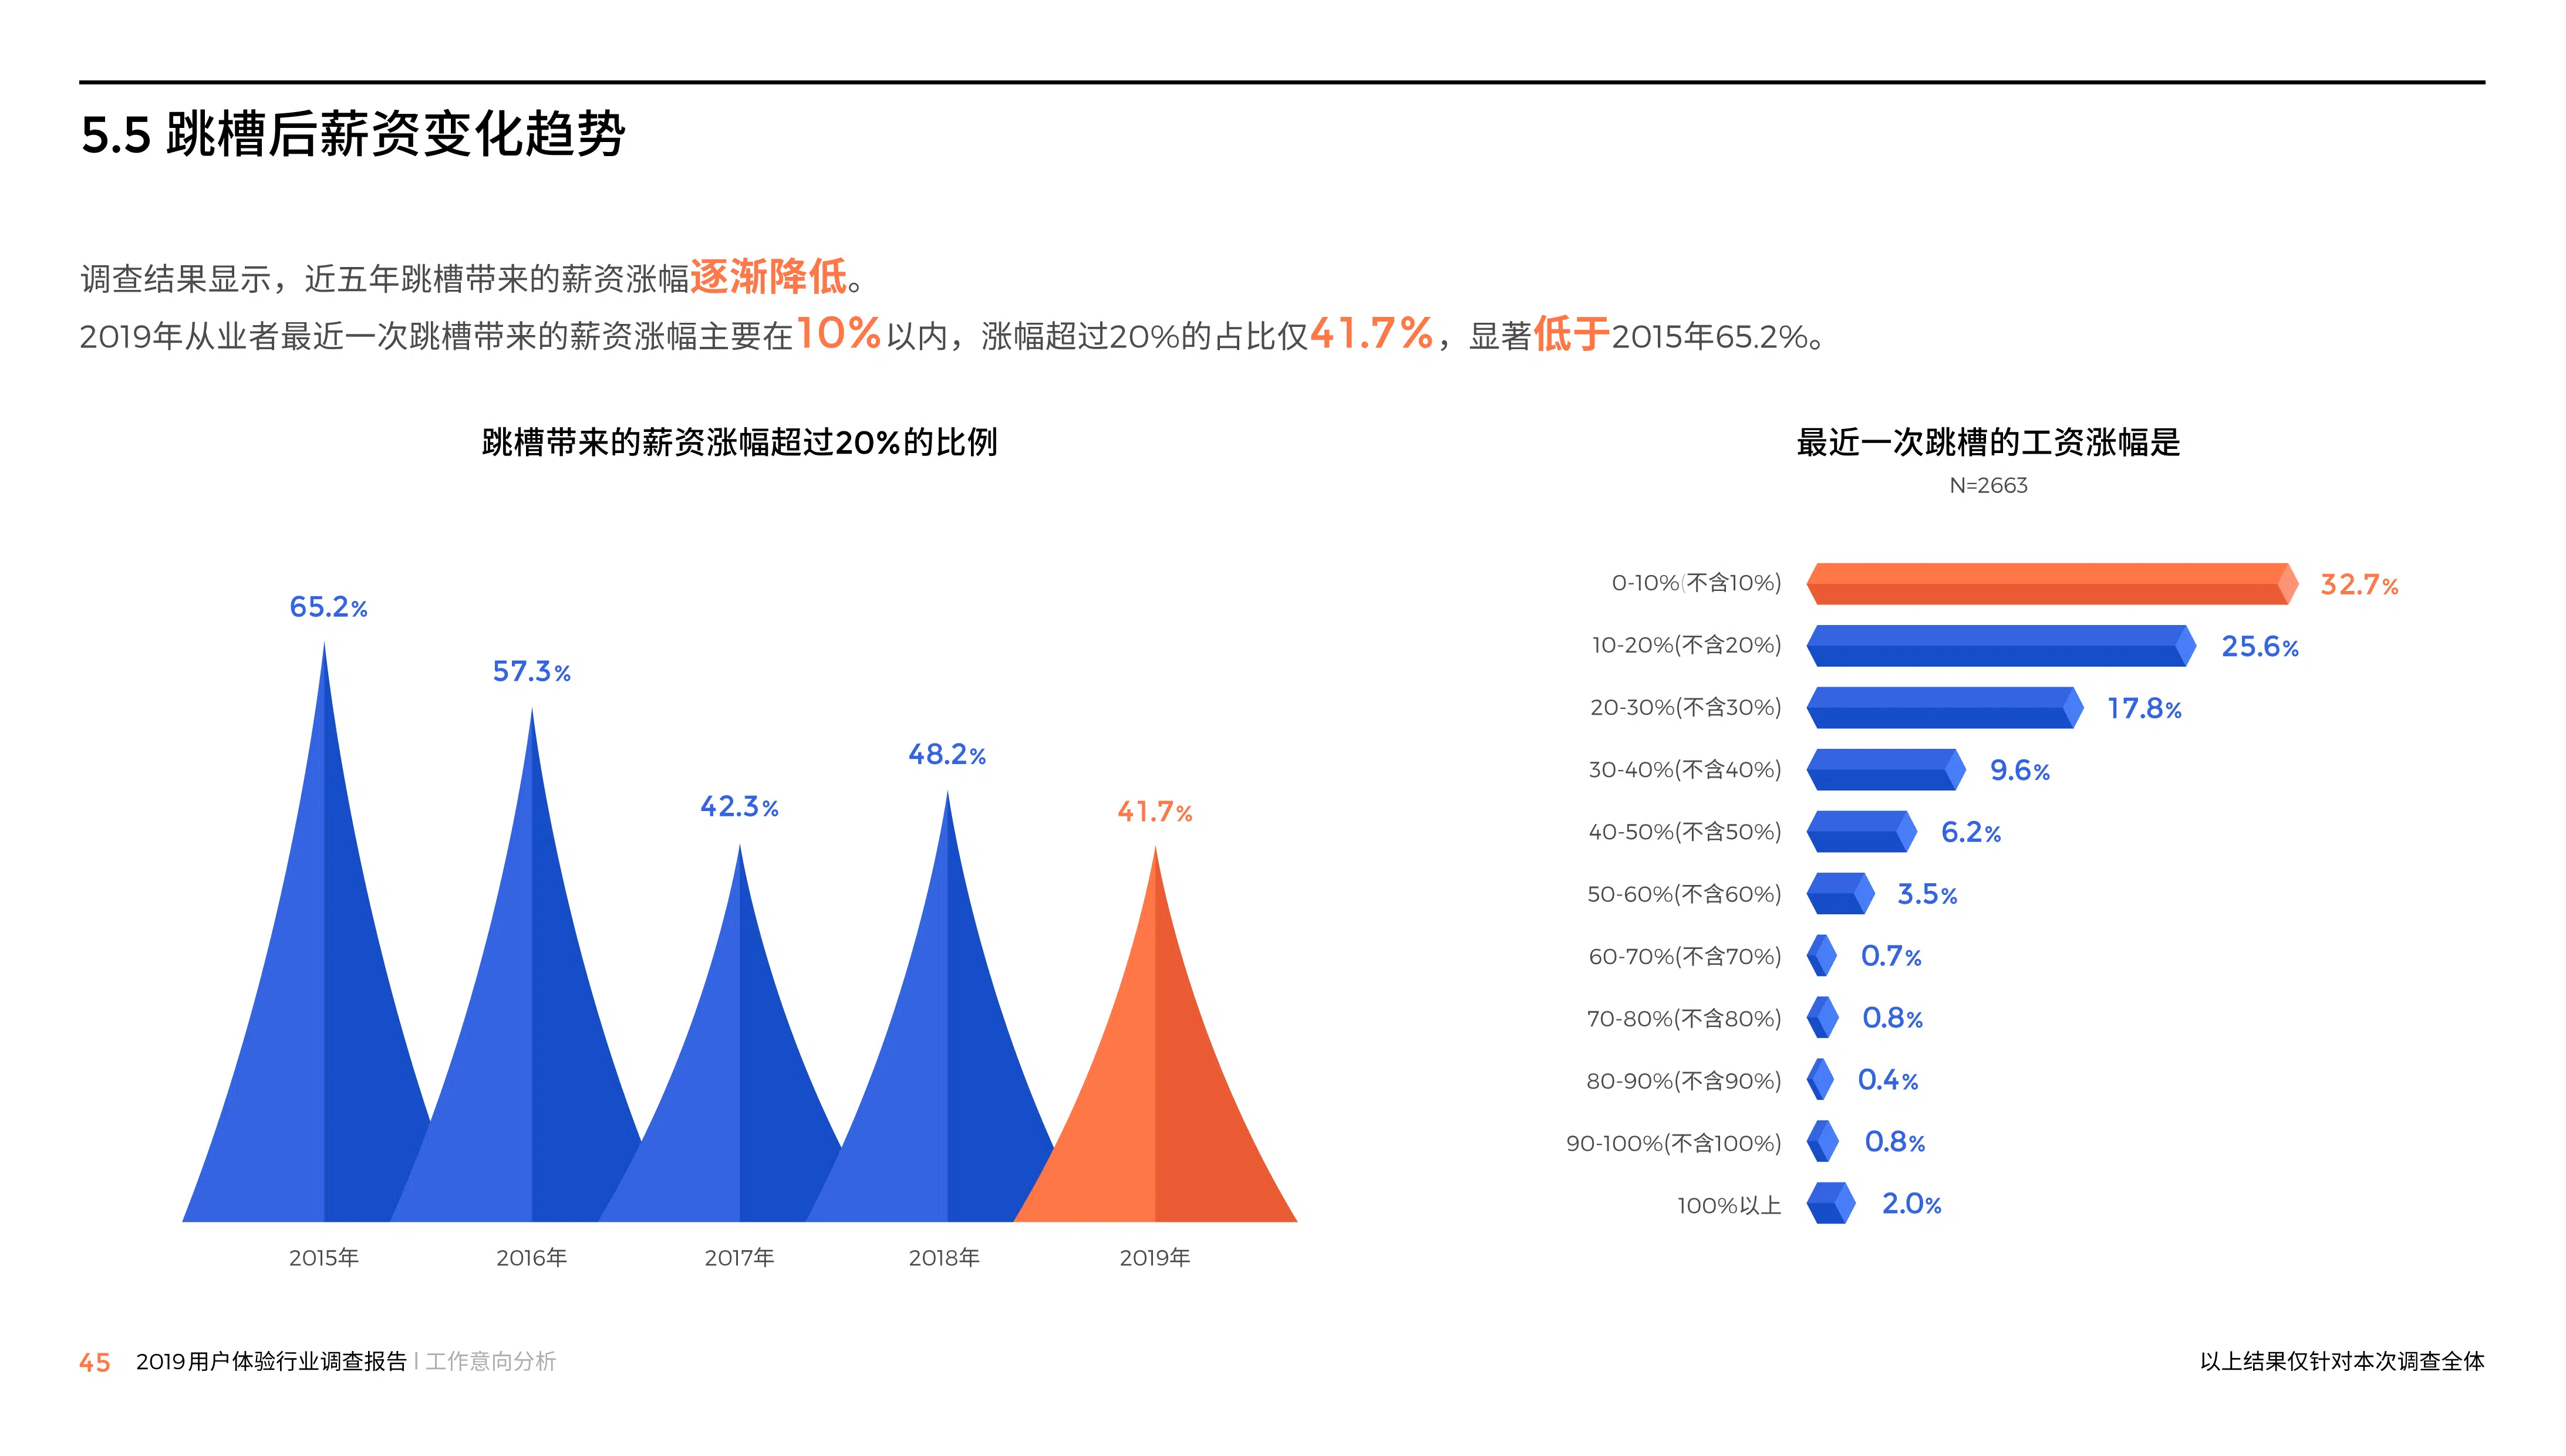 5.5 跳槽后薪资变化趋势
调查结果显示，近五年跳槽带来的薪资涨幅逐渐降低。
2019年从业者最近一次跳槽带来的薪资涨幅主要在10%以内，涨幅超过20%的占比仅41.7%，显著低于2015年65.2%。
跳槽带来的薪资涨幅超过20%的比例
65.2%
57.3%
42.3%
48.2%
41.7%
2015年
2016年
2017年
2018年
2019年
最近一次跳槽的工资涨幅是
N=2663
0-10%(不含10%) 32.7%
10-20%(不含20%) 25.6%
20-30%(不含30%) 17.8%
30-40%(不含40%) 9.6%
40-50%(不含50%) 6.2%
50-60%(不含60%) 3.5%
60-70%(不含70%) 0.7%
70-80%(不含80%) 0.8%
80-90%(不含90%) 0.4%
90-100%(不含100%) 0.8%
100%以上 2.0%
45 2019用户体验行业调查报告 | 工作意向分析
以上结果仅针对本次调查全体